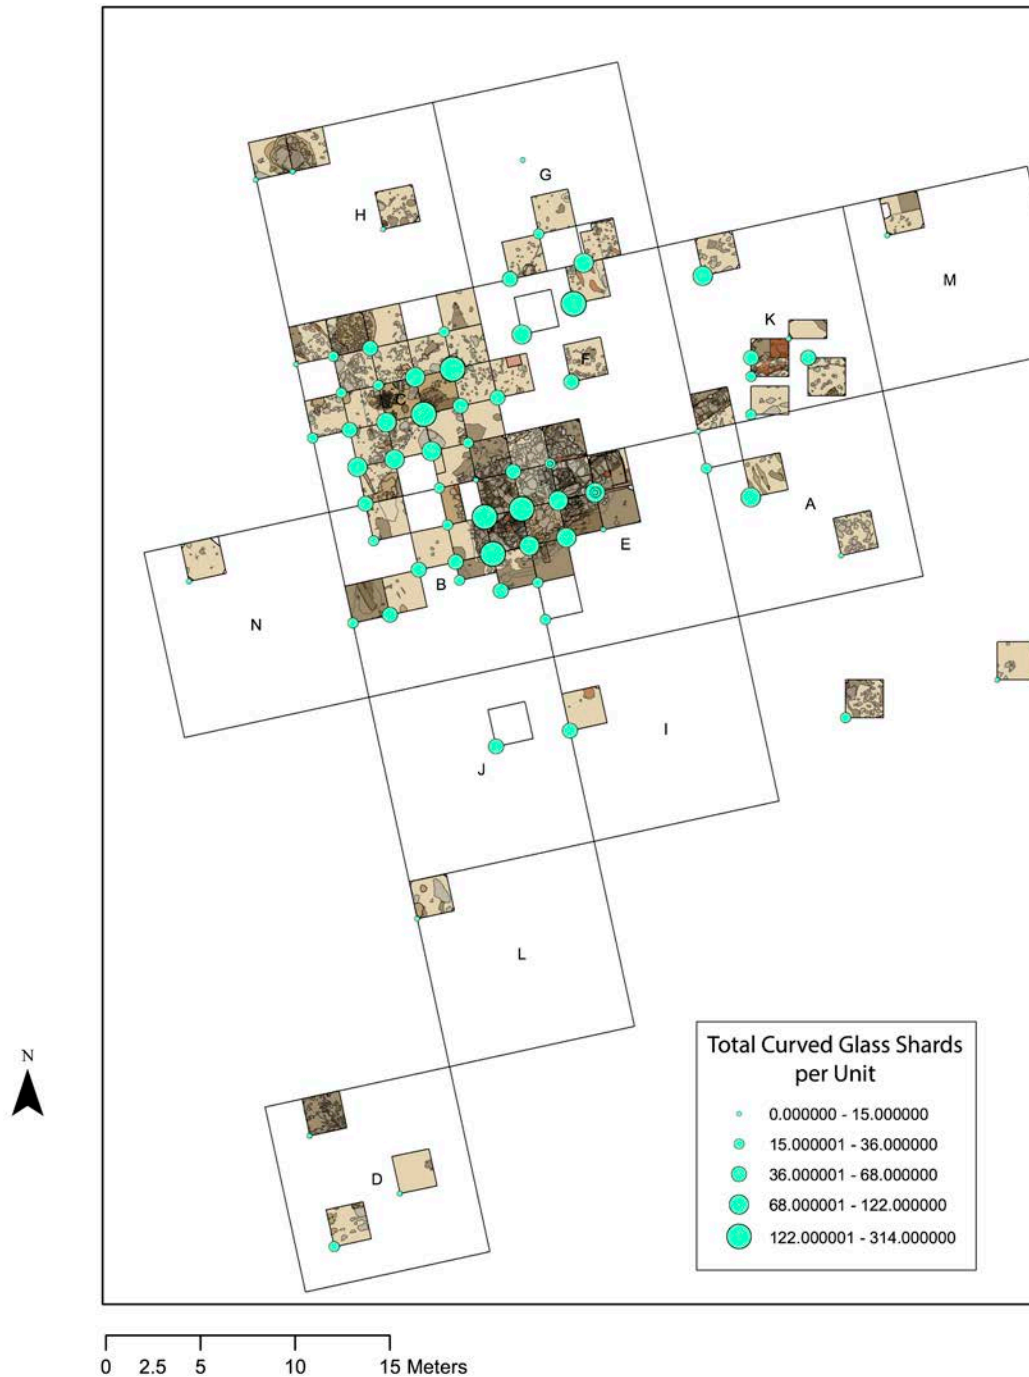 G
H
M
K
F
C
A
E
B
N
I
J
L
N
D
Total Curved Glass Shards
per Unit
0.000000 - 15.000000
15.000001 - 36.000000
36.000001 - 68.000000
68.000001 - 122.000000
122.000001 - 314.000000
0 2.5 5 10 15 Meters